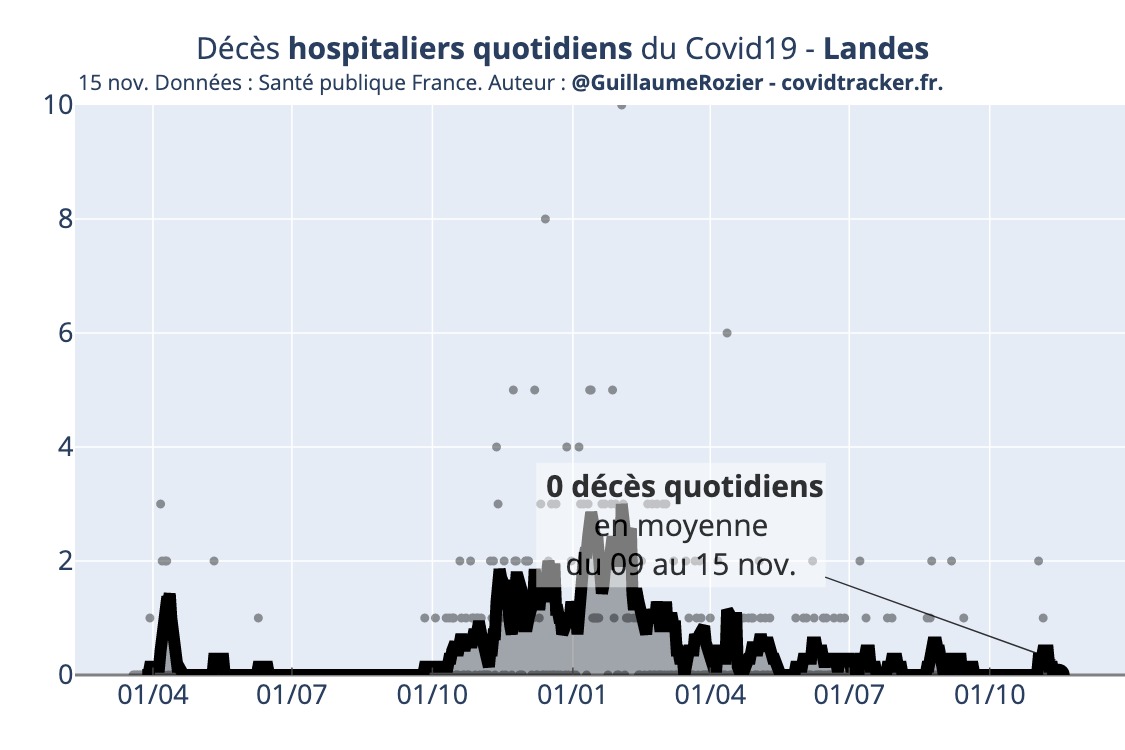 Décès hospitaliers quotidiens du Covid19 - Landes
15 nov. Données : Santé publique France. Auteur : @GuillaumeRozier - covidtracker.fr.
10
8
6
4
2
0
0 décès quotidiens
en moyenne
du 09 au 15 nov.
01/04 01/07 01/10 01/01 01/04 01/07 01/10